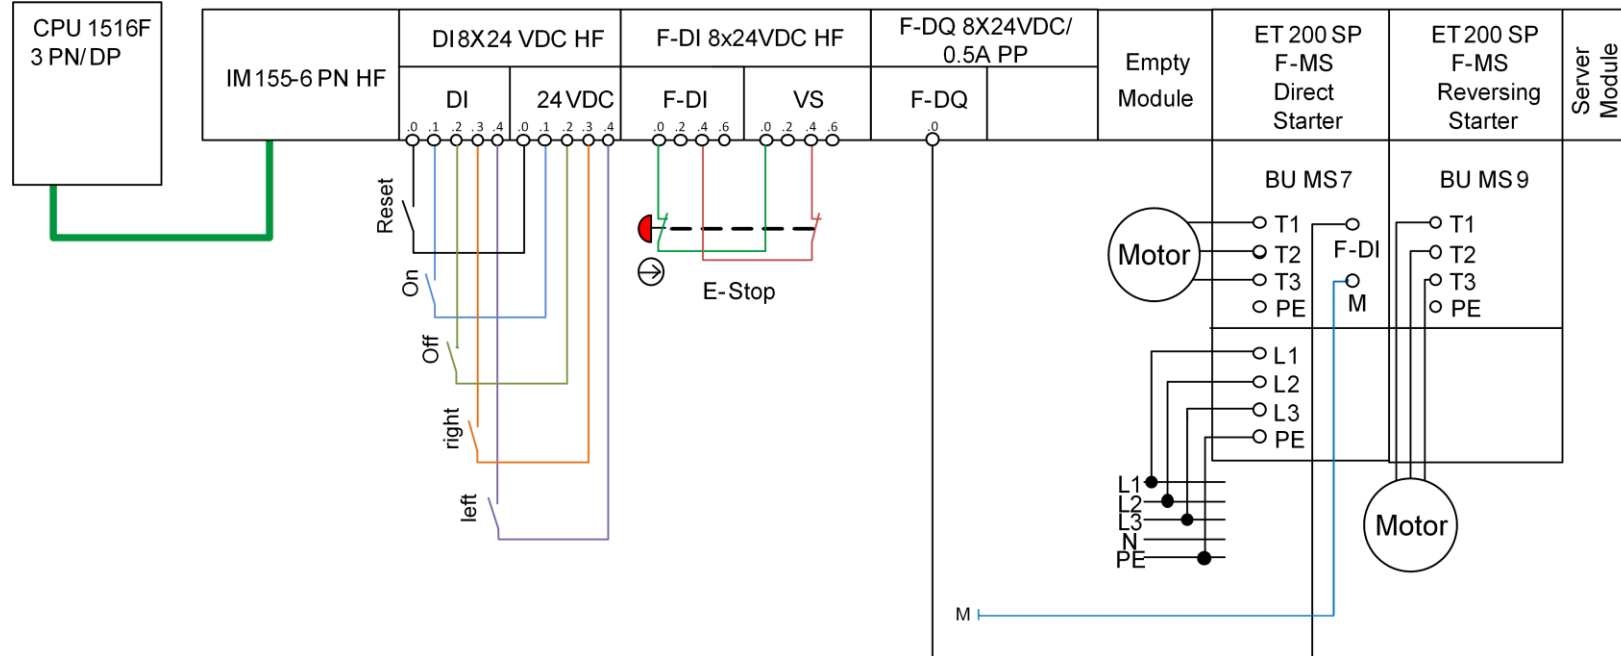 CPU 1516F
3 PN/DP
IM 155-6 PN HF
DI 8X24 VDC HF
DI
24 VDC
.0 .1 .2 .3 .4 .0 .1 .2 .3 .4
F-DI 8x24VDC HF
F-DI
VS
.0 .2 .4 .6 .0 .2 .4 .6
F-DQ 8X24VDC/
0.5A PP
F-DQ
.0
Empty
Module
ET 200 SP
F-MS
Direct
Starter
ET 200 SP
F-MS
Reversing
Starter
Server
Module
Reset
On
Off
right
left
E-Stop
BU MS7
BU MS9
Motor
T1
T2
T3
PE
F-DI
M
T1
T2
T3
PE
L1
L2
L3
PE
L1
L2
L3
N
PE
Motor
M